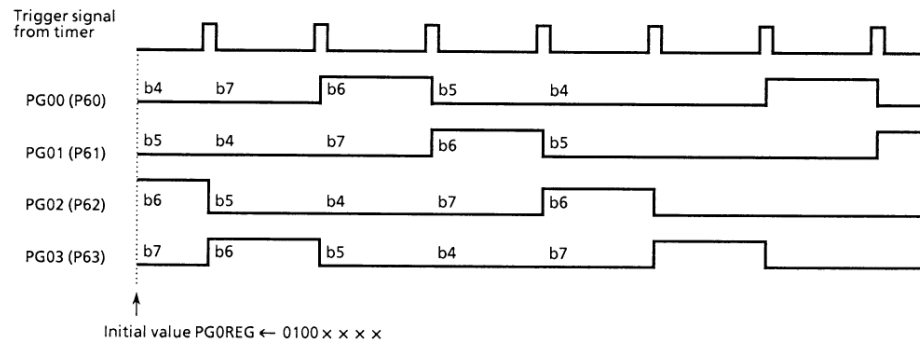 Trigger signal
from timer
PG00 (P60) b4 b7 b6 b5 b4
PG01 (P61) b5 b4 b7 b6 b5
PG02 (P62) b6 b5 b4 b7 b6
PG03 (P63) b7 b6 b5 b4 b7
Initial value PG0REG ← 0100××××